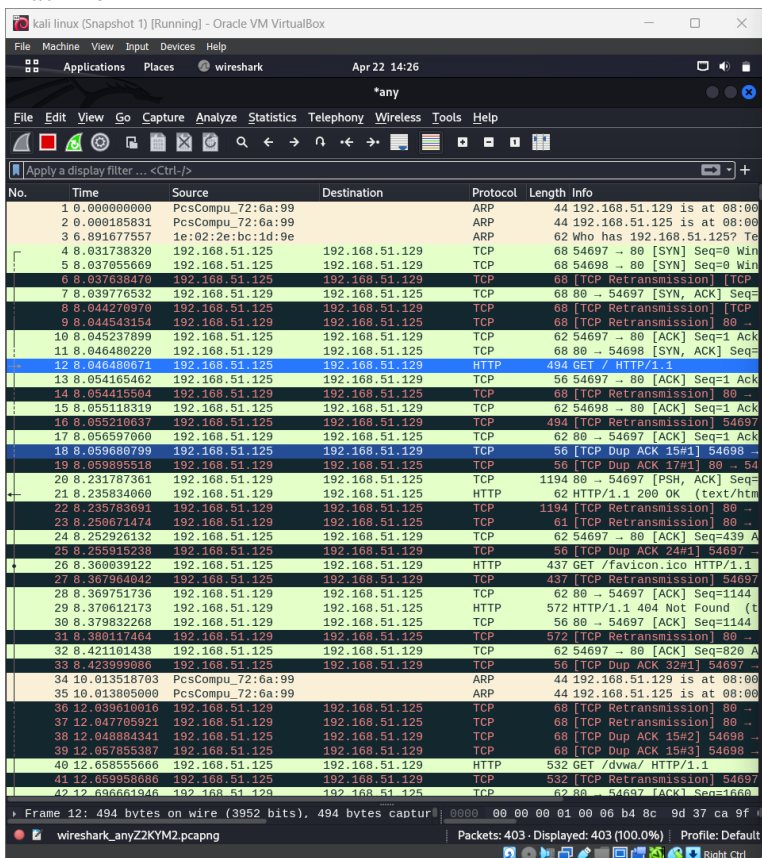 kali linux (Snapshot 1) [Running] - Oracle VM VirtualBox
File Machine View Input Devices Help
Applications Places wireshark Apr 22 14:26
*any
File Edit View Go Capture Analyze Statistics Telephony Wireless Tools Help
Apply a display filter ... <Ctrl-/>
No. Time Source Destination Protocol Length Info
1 0.000000000 PcsCompu_72:6a:99 ARP 44 192.168.51.129 is at 08:00
2 0.000185831 PcsCompu_72:6a:99 ARP 44 192.168.51.125 is at 08:00
3 6.891677557 1e:02:2e:bc:1d:9e ARP 62 Who has 192.168.51.125? Te
4 8.031738320 192.168.51.125 192.168.51.129 TCP 68 54697 → 80 [SYN] Seq=0 Win
5 8.037055669 192.168.51.125 192.168.51.129 TCP 68 54698 → 80 [SYN] Seq=0 Win
6 8.037638470 192.168.51.125 192.168.51.129 TCP 68 [TCP Retransmission] [TCP
7 8.039776532 192.168.51.129 192.168.51.125 TCP 68 80 → 54697 [SYN, ACK] Seq=
8 8.044270970 192.168.51.125 192.168.51.129 TCP 68 [TCP Retransmission] [TCP
9 8.044543154 192.168.51.129 192.168.51.125 TCP 68 [TCP Retransmission] 80 →
10 8.045237899 192.168.51.125 192.168.51.129 TCP 62 54697 → 80 [ACK] Seq=1 Ack
11 8.046480220 192.168.51.129 192.168.51.125 TCP 68 80 → 54698 [SYN, ACK] Seq=
12 8.046480671 192.168.51.125 192.168.51.129 HTTP 494 GET / HTTP/1.1
13 8.054165462 192.168.51.125 192.168.51.129 TCP 56 54697 → 80 [ACK] Seq=1 Ack
14 8.054415504 192.168.51.129 192.168.51.125 TCP 68 [TCP Retransmission] 80 →
15 8.055118319 192.168.51.125 192.168.51.129 TCP 62 54698 → 80 [ACK] Seq=1 Ack
16 8.055210637 192.168.51.125 192.168.51.129 TCP 494 [TCP Retransmission] 54697
17 8.056597060 192.168.51.129 192.168.51.125 TCP 62 80 → 54697 [ACK] Seq=1 Ack
18 8.059680799 192.168.51.125 192.168.51.129 TCP 56 [TCP Dup ACK 15#1] 54698 →
19 8.059895518 192.168.51.129 192.168.51.125 TCP 56 [TCP Dup ACK 17#1] 80 → 54
20 8.231787361 192.168.51.129 192.168.51.125 TCP 1194 80 → 54697 [PSH, ACK] Seq=
21 8.235834060 192.168.51.129 192.168.51.125 HTTP 62 HTTP/1.1 200 OK (text/htm
22 8.235783691 192.168.51.129 192.168.51.125 TCP 1194 [TCP Retransmission] 80 →
23 8.250671474 192.168.51.129 192.168.51.125 TCP 61 [TCP Retransmission] 80 →
24 8.252926132 192.168.51.125 192.168.51.129 TCP 62 54697 → 80 [ACK] Seq=439 A
25 8.255915238 192.168.51.125 192.168.51.129 TCP 56 [TCP Dup ACK 24#1] 54697 →
26 8.360039122 192.168.51.125 192.168.51.129 HTTP 437 GET /favicon.ico HTTP/1.1
27 8.367964042 192.168.51.125 192.168.51.129 TCP 437 [TCP Retransmission] 54697
28 8.369751736 192.168.51.129 192.168.51.125 TCP 62 80 → 54697 [ACK] Seq=1144
29 8.370612173 192.168.51.129 192.168.51.125 HTTP 572 HTTP/1.1 404 Not Found (t
30 8.379832268 192.168.51.129 192.168.51.125 TCP 56 80 → 54697 [ACK] Seq=1144
31 8.380117464 192.168.51.129 192.168.51.125 TCP 572 [TCP Retransmission] 80 →
32 8.421101438 192.168.51.125 192.168.51.129 TCP 62 54697 → 80 [ACK] Seq=820 A
33 8.423999086 192.168.51.125 192.168.51.129 TCP 56 [TCP Dup ACK 32#1] 54697 →
34 10.013518703 PcsCompu_72:6a:99 ARP 44 192.168.51.129 is at 08:00
35 10.013805000 PcsCompu_72:6a:99 ARP 44 192.168.51.125 is at 08:00
36 12.039610016 192.168.51.129 192.168.51.125 TCP 68 [TCP Retransmission] 80 →
37 12.047705921 192.168.51.129 192.168.51.125 TCP 68 [TCP Retransmission] 80 →
38 12.048884341 192.168.51.125 192.168.51.129 TCP 68 [TCP Dup ACK 15#2] 54698 →
39 12.057855387 192.168.51.125 192.168.51.129 TCP 68 [TCP Dup ACK 15#3] 54698 →
40 12.658555666 192.168.51.125 192.168.51.129 HTTP 532 GET /dvwa/ HTTP/1.1
41 12.659958686 192.168.51.125 192.168.51.129 TCP 532 [TCP Retransmission] 54697
42 12.696661946 192.168.51.129 192.168.51.125 TCP 62 80 → 54697 [ACK] Seq=1660
Frame 12: 494 bytes on wire (3952 bits), 494 bytes captur 0000 00 00 00 01 00 06 b4 8c 9d 37 ca 9f
wireshark_anyZ2KYM2.pcapng Packets: 403 · Displayed: 403 (100.0%) Profile: Default
Right Ctrl